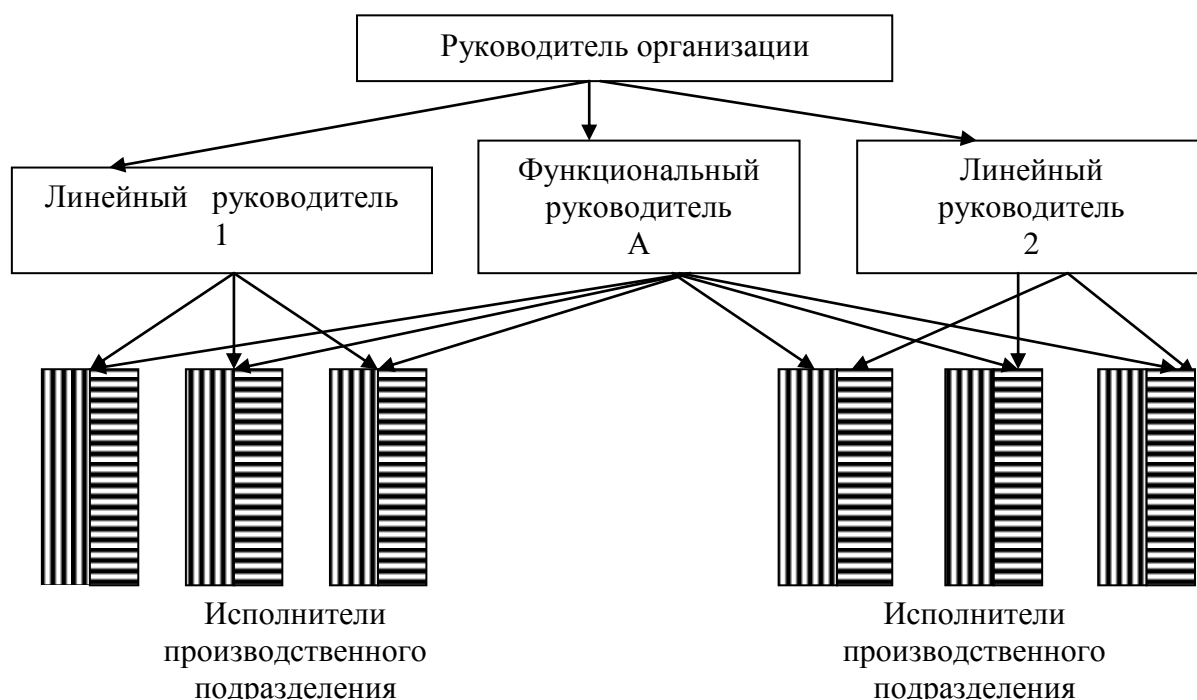 Руководитель организации
Линейный руководитель
1
Функциональный
руководитель
А
Линейный
руководитель
2
Исполнители
производственного
подразделения
Исполнители
производственного
подразделения